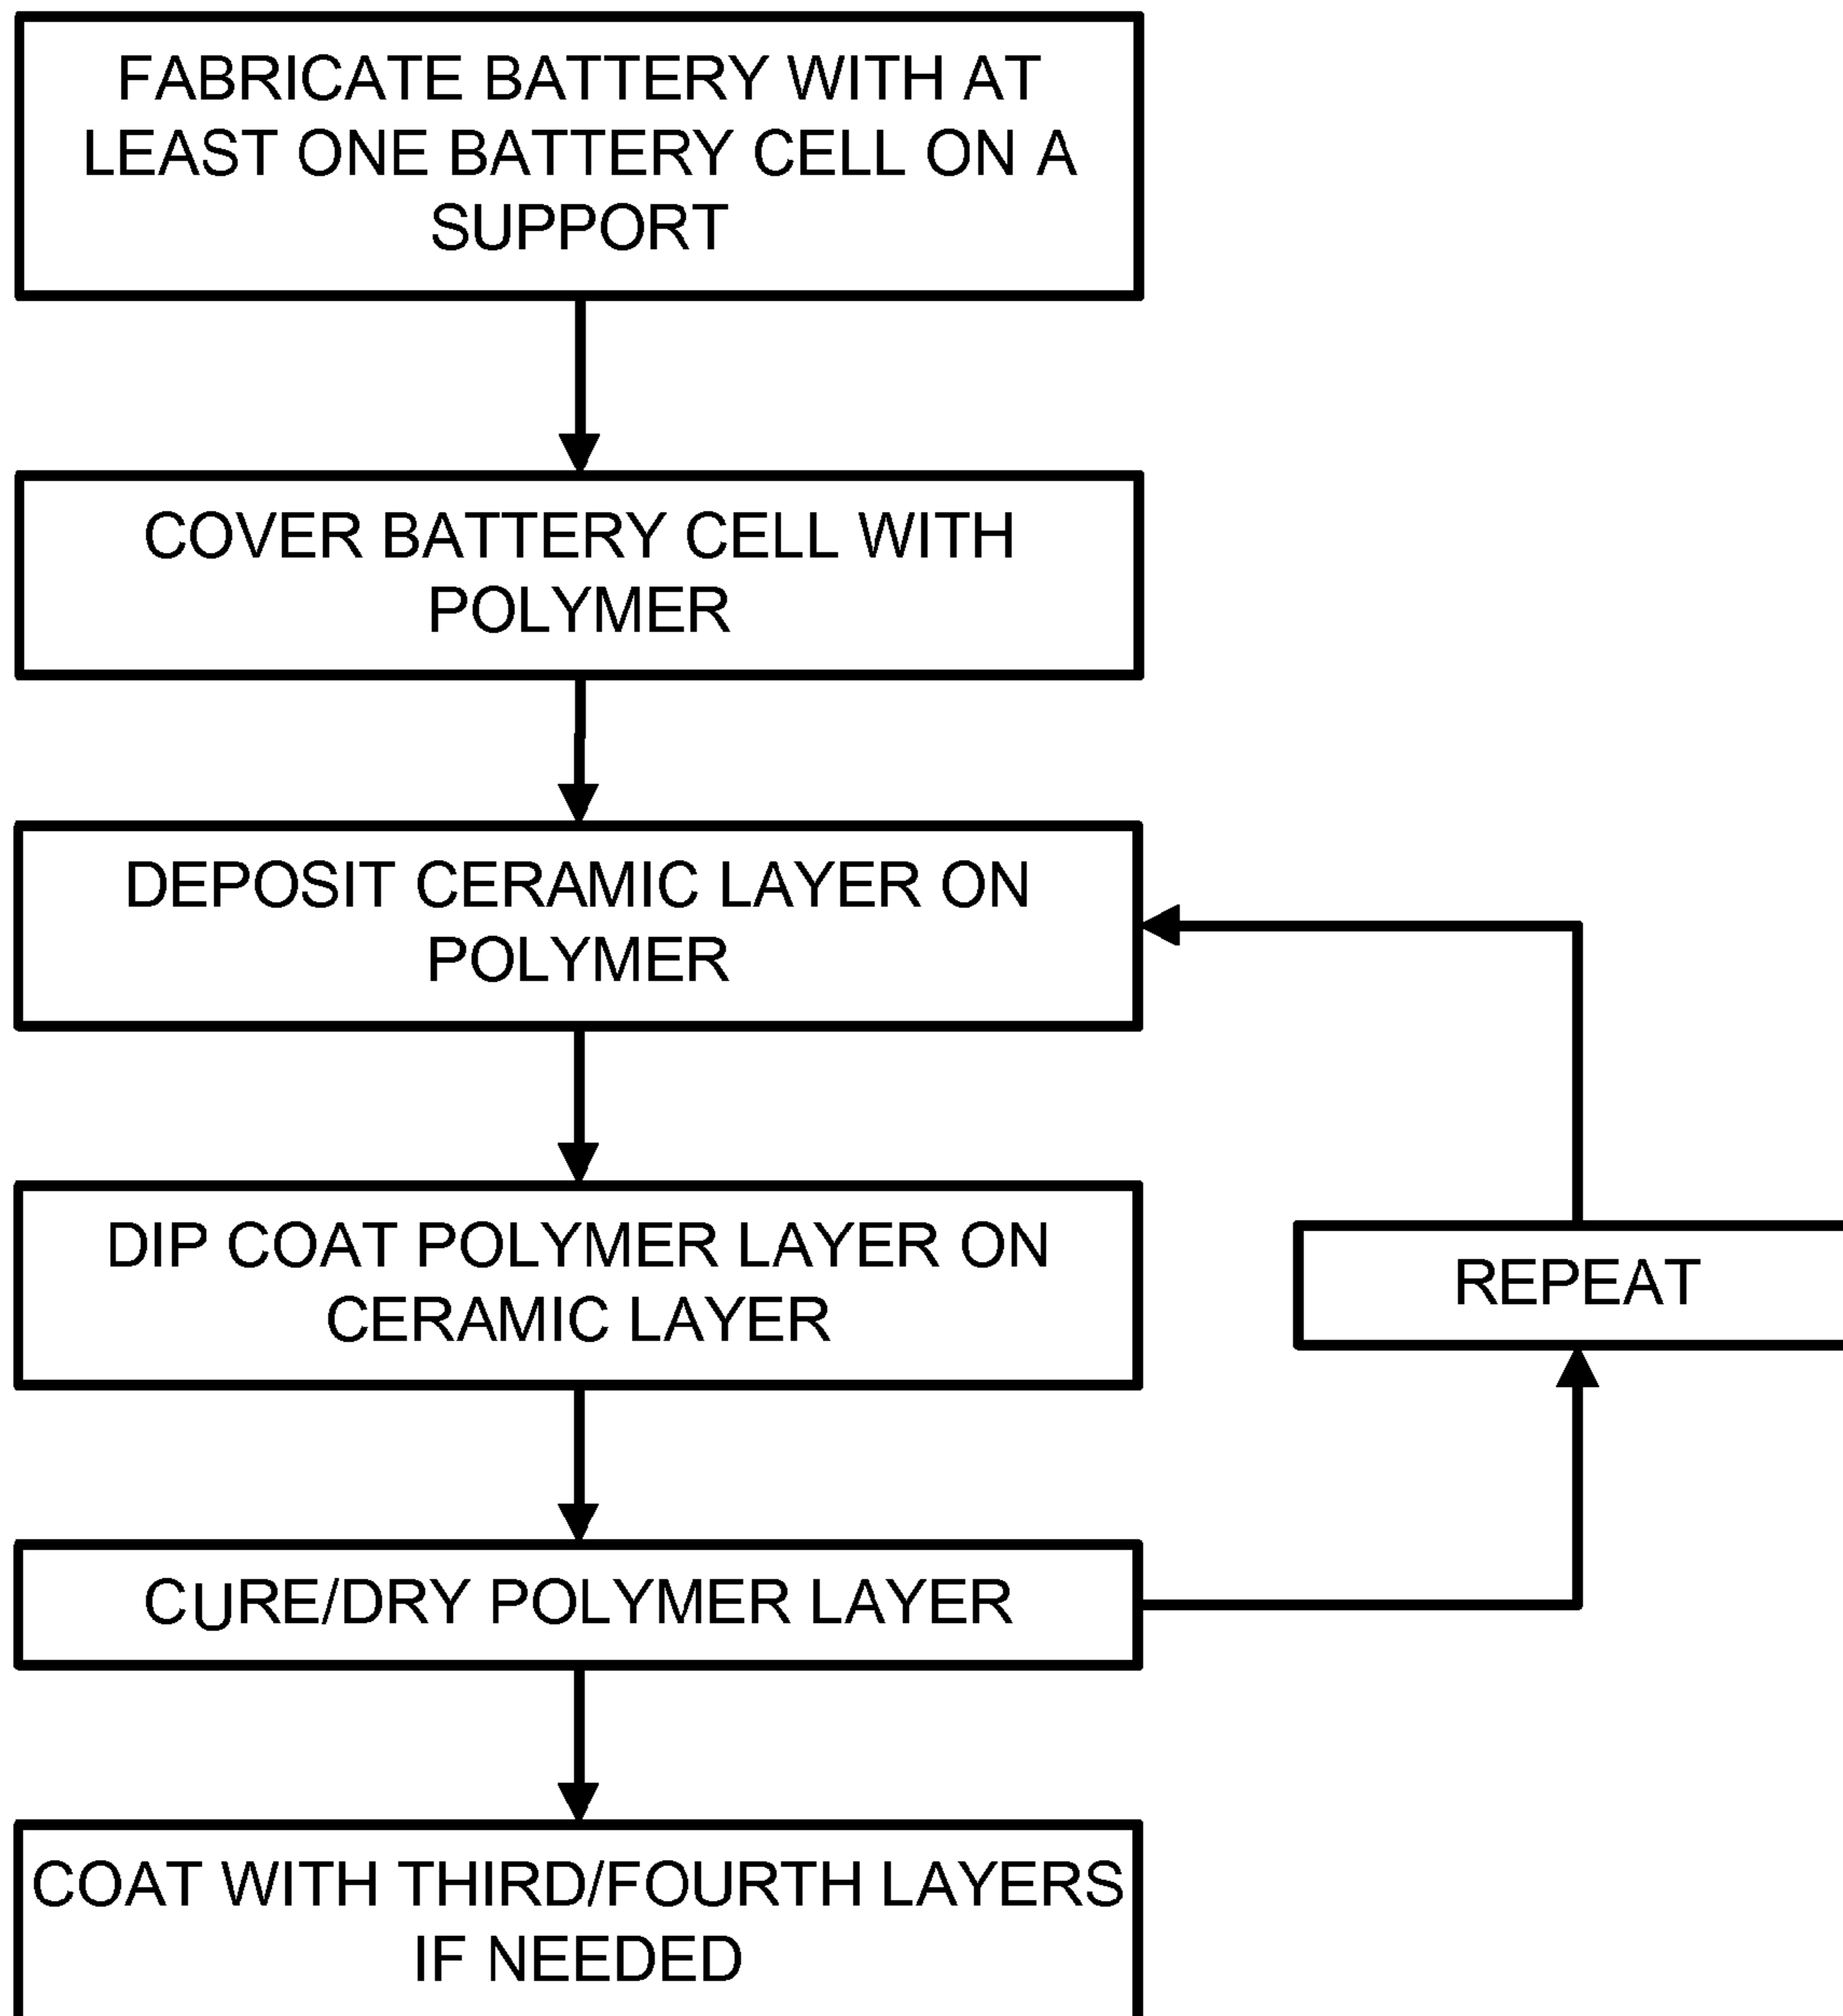 FABRICATE BATTERY WITH AT
LEAST ONE BATTERY CELL ON A
SUPPORT
COVER BATTERY CELL WITH
POLYMER
DEPOSIT CERAMIC LAYER ON
POLYMER
DIP COAT POLYMER LAYER ON
CERAMIC LAYER
REPEAT
CURE/DRY POLYMER LAYER
COAT WITH THIRD/FOURTH LAYERS
IF NEEDED